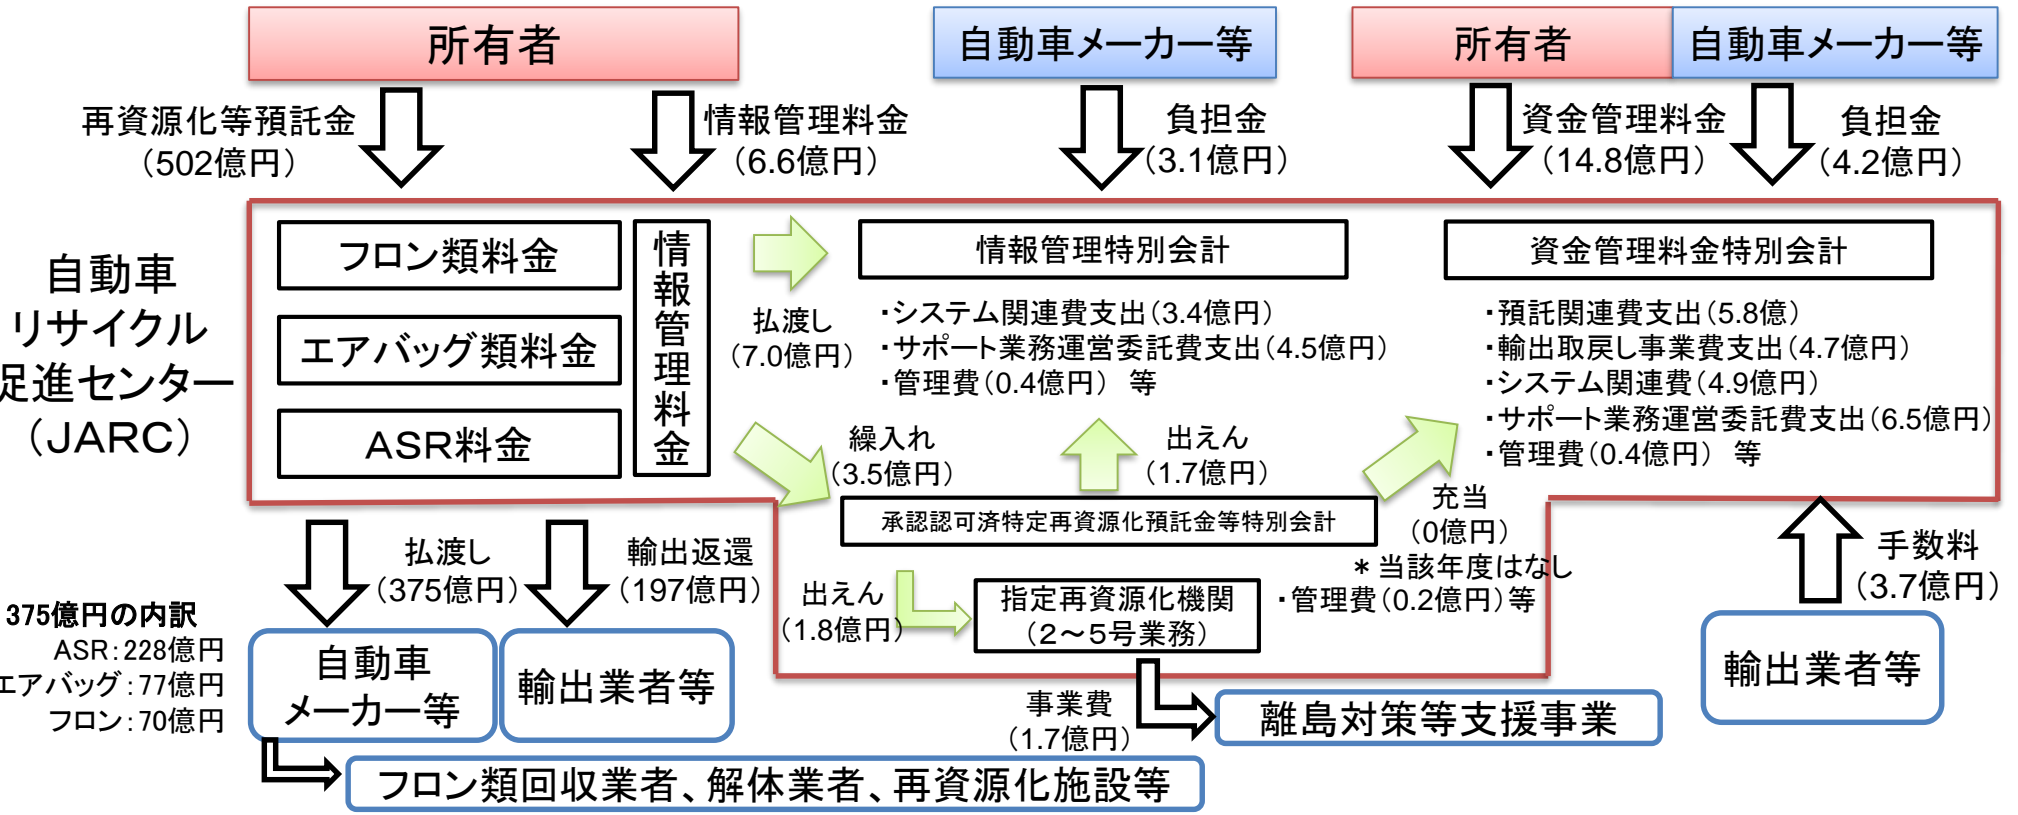 所有者
自動車メーカー等
所有者
自動車メーカー等
再資源化等預託金
（502億円）
情報管理料金
（6.6億円）
負担金
（3.1億円）
資金管理料金
（14.8億円）
負担金
（4.2億円）
自動車
リサイクル
促進センター
（JARC）
フロン類料金
エアバッグ類料金
ASR料金
情報管理料金
払渡し
（7.0億円）
情報管理特別会計
・システム関連費支出（3.4億円）
・サポート業務運営委託費支出（4.5億円）
・管理費（0.4億円） 等
資金管理料金特別会計
・預託関連費支出（5.8億）
・輸出取戻し事業費支出（4.7億円）
・システム関連費（4.9億円）
・サポート業務運営委託費支出（6.5億円）
・管理費（0.4億円） 等
繰入れ
（3.5億円）
出えん
（1.7億円）
充当
（0億円）
＊当該年度はなし
承認認可済特定再資源化預託金等特別会計
・管理費（0.2億円）等
出えん
（1.8億円）
指定再資源化機関
（2～5号業務）
払渡し
（375億円）
輸出返還
（197億円）
手数料
（3.7億円）
375億円の内訳
ASR：228億円
エアバッグ：77億円
フロン：70億円
自動車
メーカー等
輸出業者等
輸出業者等
事業費
（1.7億円）
離島対策等支援事業
フロン類回収業者、解体業者、再資源化施設等